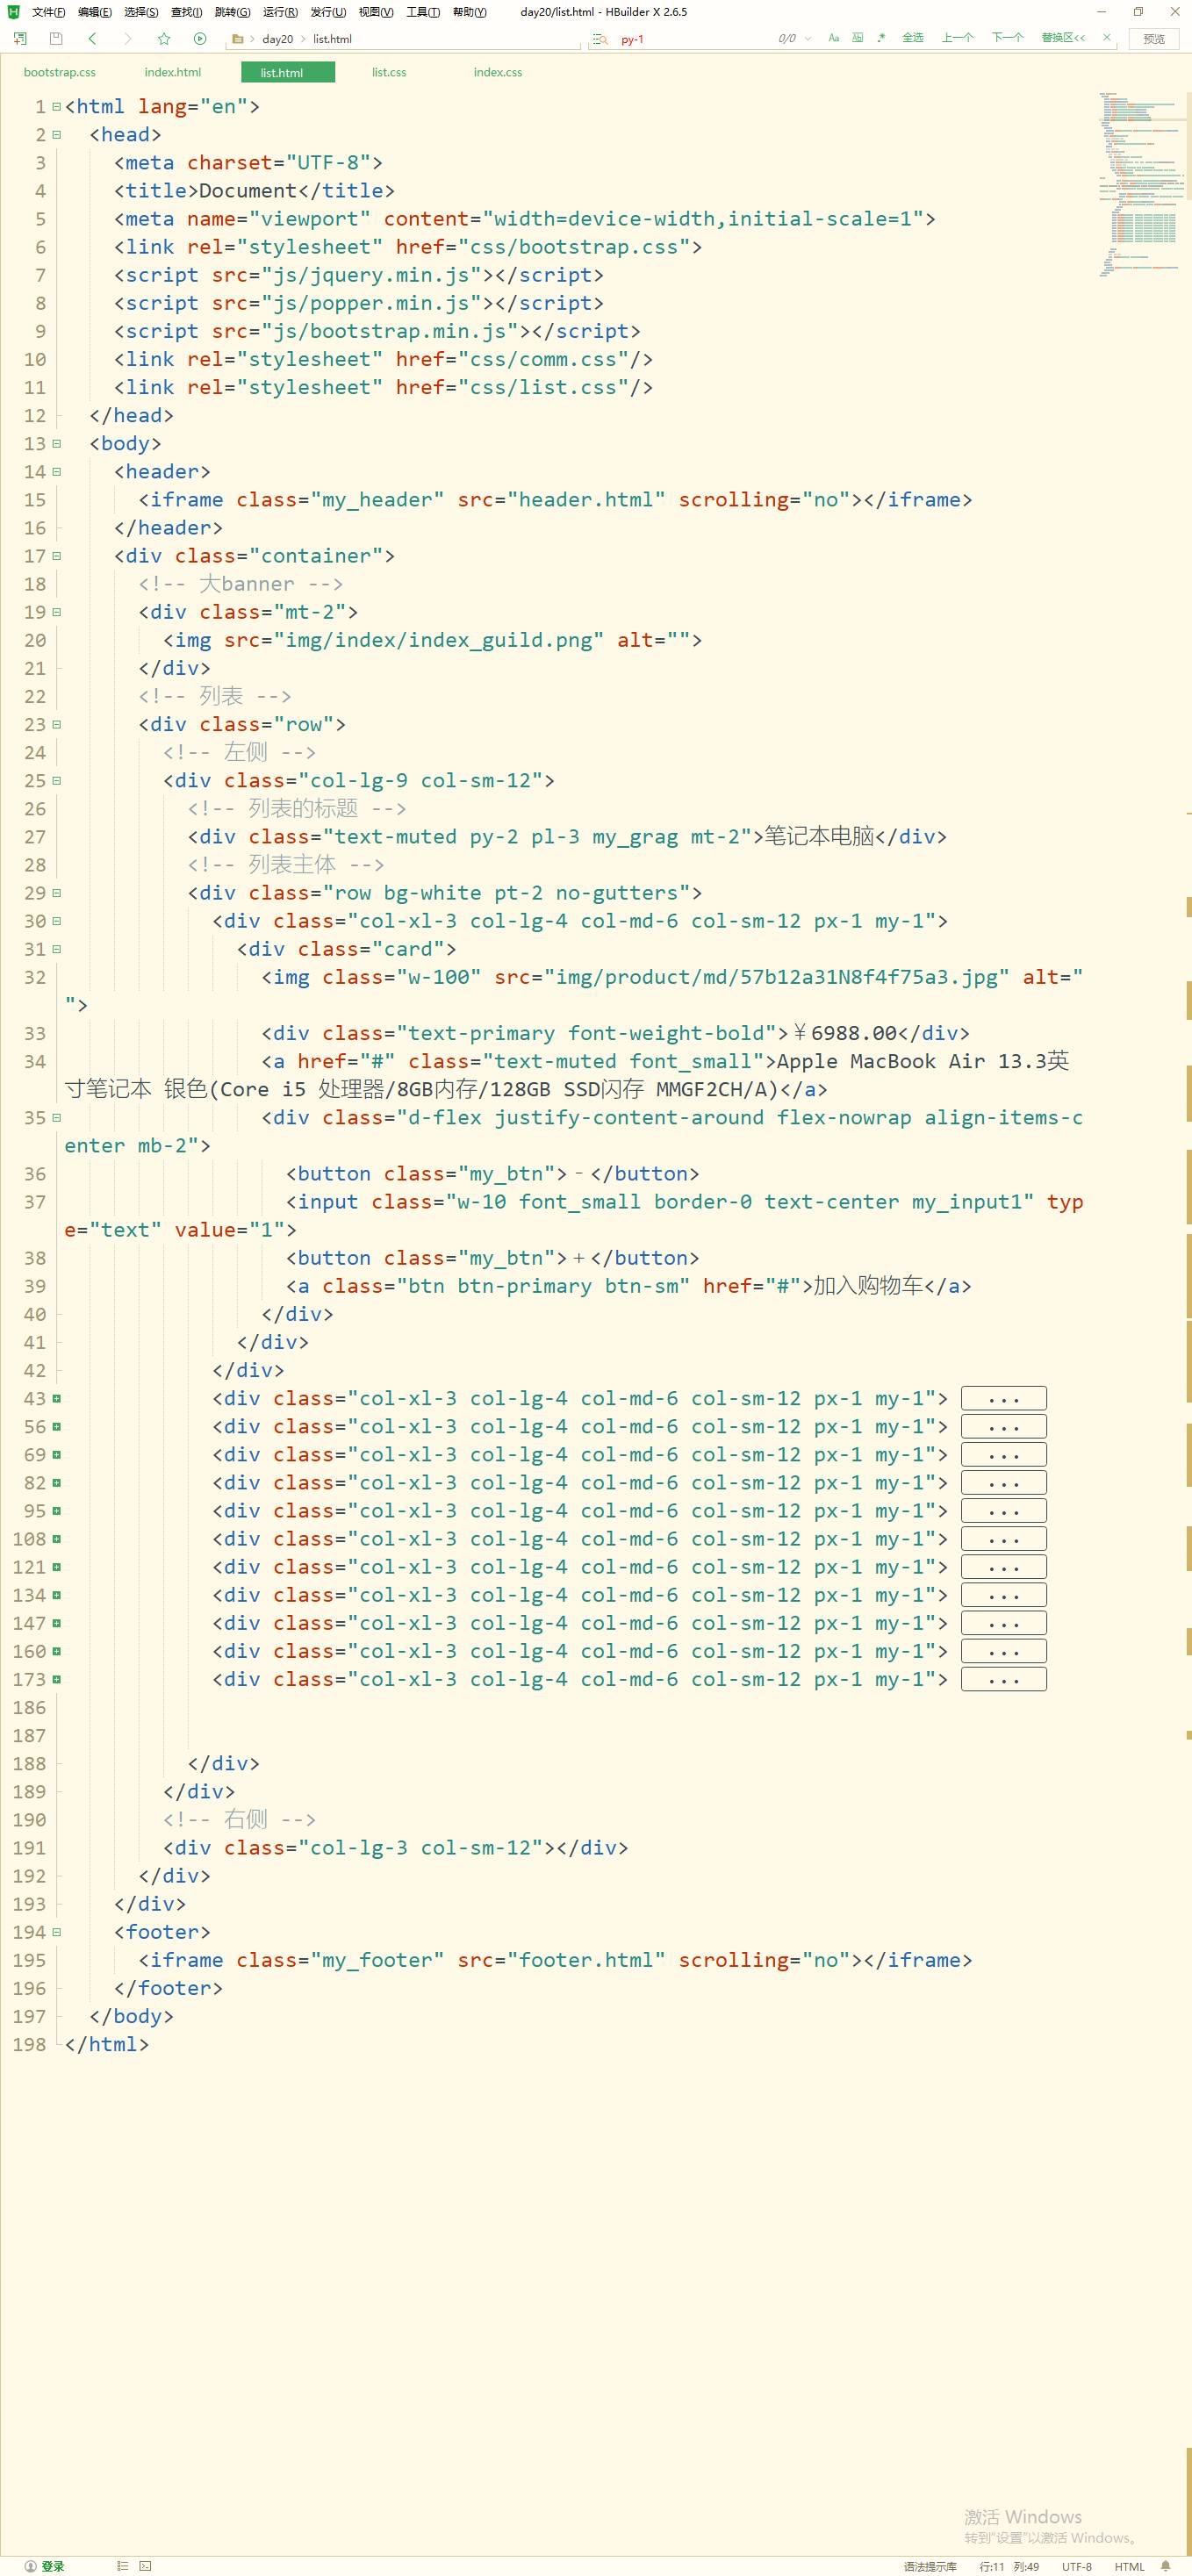 文件(F) 编辑(E) 选择(S) 查找(I) 跳转(G) 运行(R) 发行(U) 视图(V) 工具(T) 帮助(Y) day20/list.html - HBuilder X 2.6.5
day20 list.html py-1 0/0 Aa AB .* 全选 上一个 下一个 替换区<< 预览
bootstrap.css index.html list.html list.css index.css
1 <html lang="en">
2 <head>
3 <meta charset="UTF-8">
4 <title>Document</title>
5 <meta name="viewport" content="width=device-width,initial-scale=1">
6 <link rel="stylesheet" href="css/bootstrap.css">
7 <script src="js/jquery.min.js"></script>
8 <script src="js/popper.min.js"></script>
9 <script src="js/bootstrap.min.js"></script>
10 <link rel="stylesheet" href="css/comm.css"/>
11 <link rel="stylesheet" href="css/list.css"/>
12 </head>
13 <body>
14 <header>
15 <iframe class="my_header" src="header.html" scrolling="no"></iframe>
16 </header>
17 <div class="container">
18 <!-- 大banner -->
19 <div class="mt-2">
20 <img src="img/index/index_guild.png" alt="">
21 </div>
22 <!-- 列表 -->
23 <div class="row">
24 <!-- 左侧 -->
25 <div class="col-lg-9 col-sm-12">
26 <!-- 列表的标题 -->
27 <div class="text-muted py-2 pl-3 my_grag mt-2">笔记本电脑</div>
28 <!-- 列表主体 -->
29 <div class="row bg-white pt-2 no-gutters">
30 <div class="col-xl-3 col-lg-4 col-md-6 col-sm-12 px-1 my-1">
31 <div class="card">
32 <img class="w-100" src="img/product/md/57b12a31N8f4f75a3.jpg" alt="
">
33 <div class="text-primary font-weight-bold">￥6988.00</div>
34 <a href="#" class="text-muted font_small">Apple MacBook Air 13.3英
寸笔记本 银色(Core i5 处理器/8GB内存/128GB SSD闪存 MMGF2CH/A)</a>
35 <div class="d-flex justify-content-around flex-nowrap align-items-c
enter mb-2">
36 <button class="my_btn">-</button>
37 <input class="w-10 font_small border-0 text-center my_input1" typ
e="text" value="1">
38 <button class="my_btn">+</button>
39 <a class="btn btn-primary btn-sm" href="#">加入购物车</a>
40 </div>
41 </div>
42 </div>
43 <div class="col-xl-3 col-lg-4 col-md-6 col-sm-12 px-1 my-1"> ...
56 <div class="col-xl-3 col-lg-4 col-md-6 col-sm-12 px-1 my-1"> ...
69 <div class="col-xl-3 col-lg-4 col-md-6 col-sm-12 px-1 my-1"> ...
82 <div class="col-xl-3 col-lg-4 col-md-6 col-sm-12 px-1 my-1"> ...
95 <div class="col-xl-3 col-lg-4 col-md-6 col-sm-12 px-1 my-1"> ...
108 <div class="col-xl-3 col-lg-4 col-md-6 col-sm-12 px-1 my-1"> ...
121 <div class="col-xl-3 col-lg-4 col-md-6 col-sm-12 px-1 my-1"> ...
134 <div class="col-xl-3 col-lg-4 col-md-6 col-sm-12 px-1 my-1"> ...
147 <div class="col-xl-3 col-lg-4 col-md-6 col-sm-12 px-1 my-1"> ...
160 <div class="col-xl-3 col-lg-4 col-md-6 col-sm-12 px-1 my-1"> ...
173 <div class="col-xl-3 col-lg-4 col-md-6 col-sm-12 px-1 my-1"> ...
186
187
188 </div>
189 </div>
190 <!-- 右侧 -->
191 <div class="col-lg-3 col-sm-12"></div>
192 </div>
193 </div>
194 <footer>
195 <iframe class="my_footer" src="footer.html" scrolling="no"></iframe>
196 </footer>
197 </body>
198 </html>
激活 Windows
转到"设置"以激活 Windows。
登录 语法提示库 行:11 列:49 UTF-8 HTML